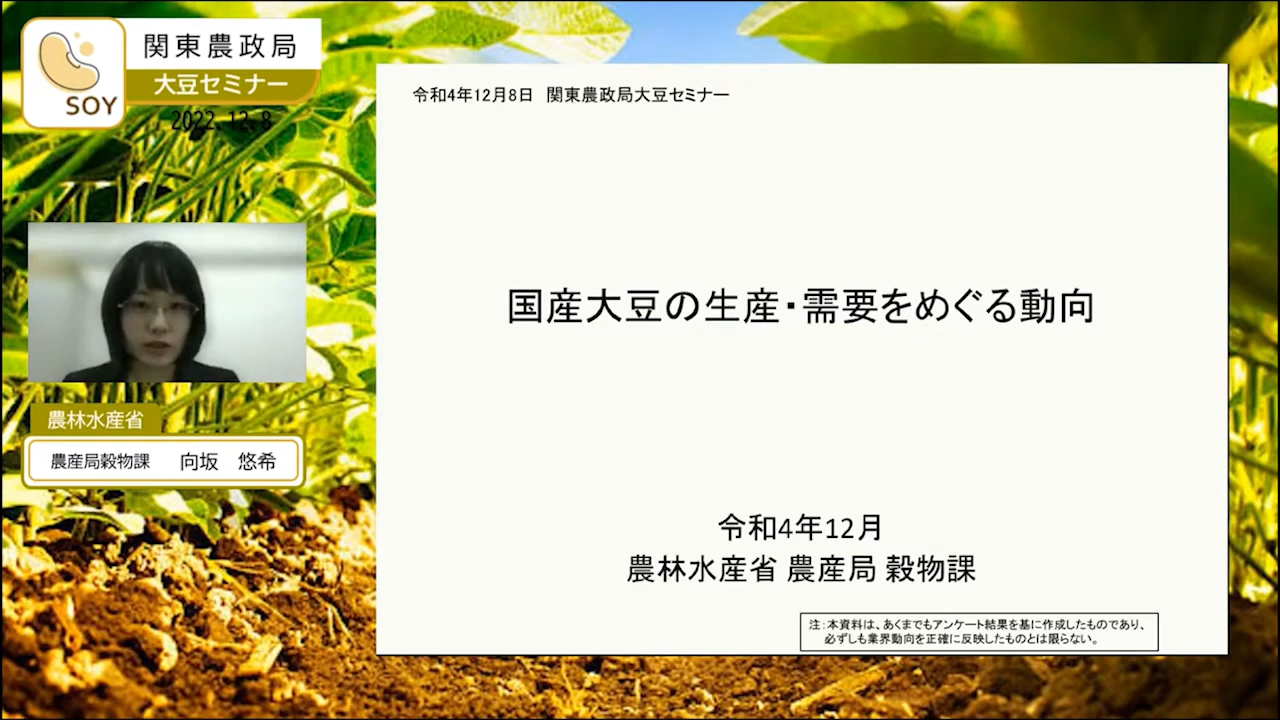 関東農政局
大豆セミナー
SOY
2022.12.8
農林水産省
農産局穀物課 向坂 悠希
令和4年12月8日 関東農政局大豆セミナー
国産大豆の生産・需要をめぐる動向
令和4年12月
農林水産省 農産局 穀物課
注:本資料は、あくまでもアンケート結果を基に作成したものであり、
必ずしも業界動向を正確に反映したものとは限らない。